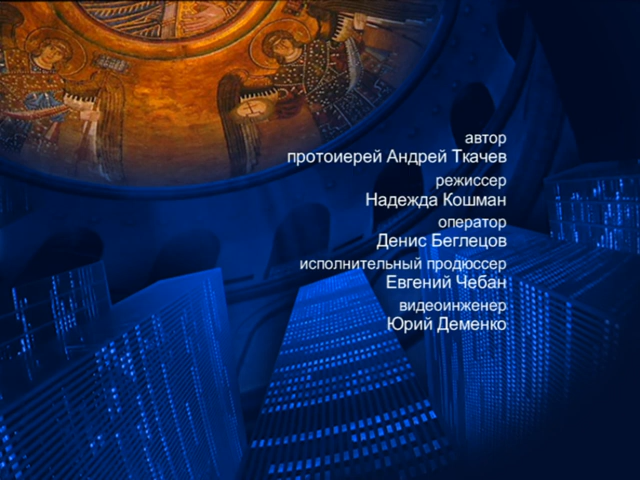 автор
протоиерей Андрей Ткачев
режиссер
Надежда Кошман
оператор
Денис Беглецов
исполнительный продюссер
Евгений Чебан
видеоинженер
Юрий Деменко